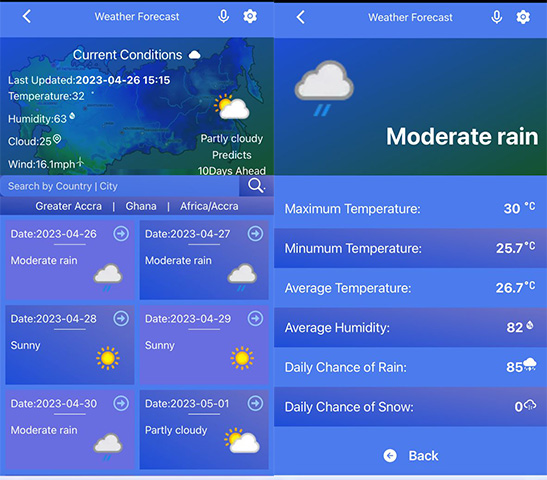 Weather Forecast
Current Conditions
Last Updated:2023-04-26 15:15
Temperature:32
Humidity:63
Cloud:25
Wind:16.1mph
Partly cloudy
Predicts
10Days Ahead
Search by Country | City
Greater Accra | Ghana | Africa/Accra
Date:2023-04-26
Moderate rain
Date:2023-04-27
Moderate rain
Date:2023-04-28
Sunny
Date:2023-04-29
Sunny
Date:2023-04-30
Moderate rain
Date:2023-05-01
Partly cloudy
Weather Forecast
Moderate rain
Maximum Temperature: 30 °C
Minumum Temperature: 25.7°C
Average Temperature: 26.7°C
Average Humidity: 82
Daily Chance of Rain: 85
Daily Chance of Snow: 0
Back